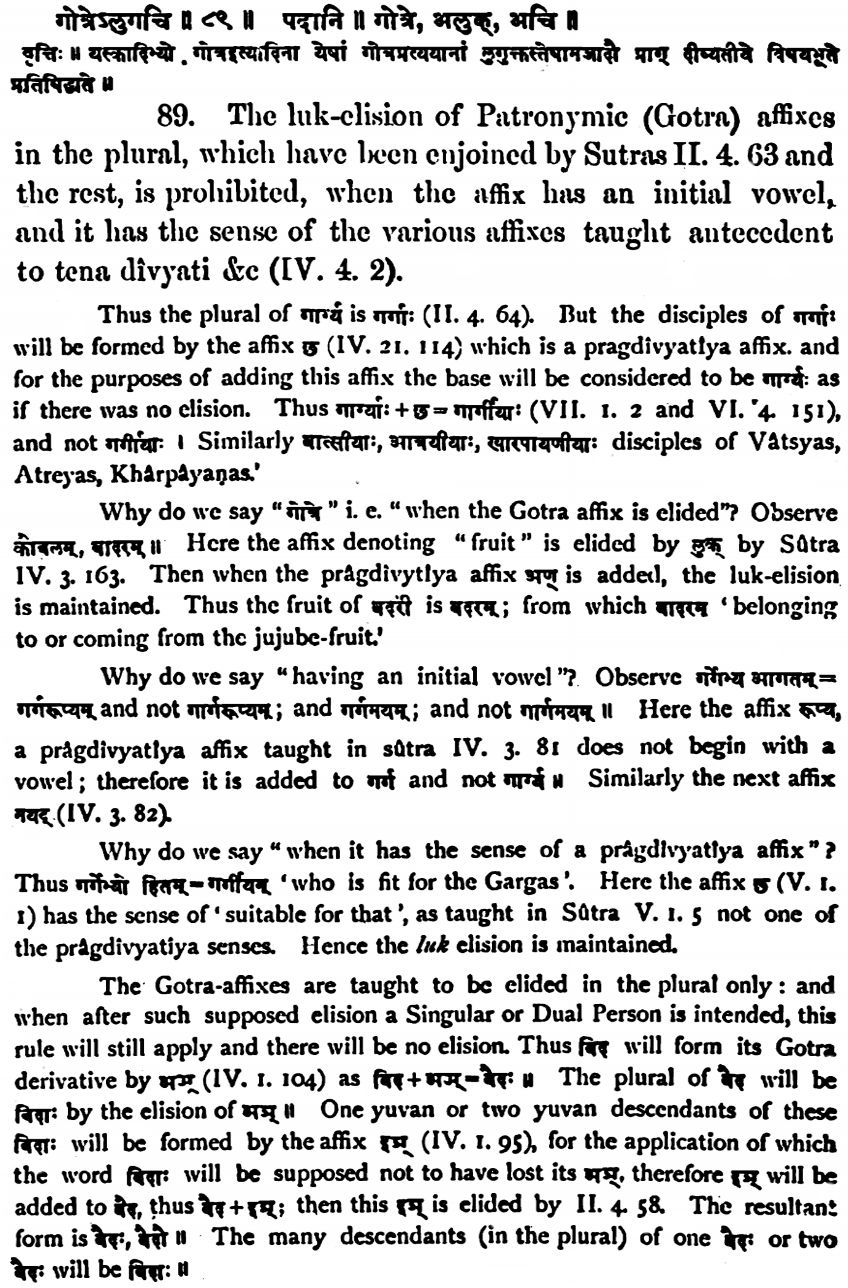 गोत्रेऽलुगचि ॥ ८९ ॥ पदानि ॥ गोत्रे, अलुक्, अचि ॥
वृत्तिः ॥ यस्कादिभ्यो गोत्रइत्यादिना येषां गोत्रप्रत्ययानां लुगुक्तस्तेषामजादौ प्राग् दीव्यतीये विषयभूते
प्रतिषिद्ध्यते ॥
89. The luk-elision of Patronymic (Gotra) affixes
in the plural, which have been enjoined by Sutras II. 4. 63 and
the rest, is prohibited, when the affix has an initial vowel,
and it has the sense of the various affixes taught antecedent
to tena dîvyati &c (IV. 4. 2).
Thus the plural of गार्ग्य is गर्गाः (II. 4. 64). But the disciples of गर्गाः
will be formed by the affix छ (IV. 21. 114) which is a pragdîvyatîya affix. and
for the purposes of adding this affix the base will be considered to be गार्ग्यः as
if there was no elision. Thus गार्ग्याः + छ = गार्गीयाः (VII. 1. 2 and VI. 4. 151),
and not गर्गीयाः । Similarly वात्सीयाः, आत्रयीयाः, खारपायणीयाः disciples of Vâtsyas,
Atreyas, Khârpâyaṇas.'
Why do we say "गोत्रे" i. e. "when the Gotra affix is elided"? Observe
कौबलम्, बादरम् ॥ Here the affix denoting "fruit" is elided by लुक् by Sûtra
IV. 3. 163. Then when the prâgdivytîya affix अण् is added, the luk-elision
is maintained. Thus the fruit of बदरी is बदरम्; from which बादरम् 'belonging
to or coming from the jujube-fruit.'
Why do we say "having an initial vowel"? Observe गर्गेभ्य आगतम् =
गर्गरूप्यम् and not गार्गरूप्यम्; and गर्गमयम्; and not गार्गमयम् ॥ Here the affix रूप्य,
a prâgdivyatîya affix taught in sûtra IV. 3. 81 does not begin with a
vowel; therefore it is added to गर्ग and not गार्ग्य ॥ Similarly the next affix
मयट् (IV. 3. 82).
Why do we say "when it has the sense of a prâgdîvyatîya affix"?
Thus गर्गेभ्यो हितम् = गर्गीयम् 'who is fit for the Gargas'. Here the affix छ (V. 1.
1) has the sense of 'suitable for that', as taught in Sûtra V. 1. 5 not one of
the prâgdivyatîya senses. Hence the luk elision is maintained.
The Gotra-affixes are taught to be elided in the plural only: and
when after such supposed elision a Singular or Dual Person is intended, this
rule will still apply and there will be no elision. Thus बिद will form its Gotra
derivative by अञ् (IV. 1. 104) as बिद + अञ् = बैदः ॥ The plural of बैद will be
बिदाः by the elision of अञ् ॥ One yuvan or two yuvan descendants of these
बिदाः will be formed by the affix इञ् (IV. 1. 95), for the application of which
the word बिदाः will be supposed not to have lost its अञ्, therefore इञ् will be
added to बैद, thus बैद + इञ्; then this इञ् is elided by II. 4. 58. The resultant
form is बैदः, बैदौ ॥ The many descendants (in the plural) of one बैदः or two
बैदः will be बिदाः ॥